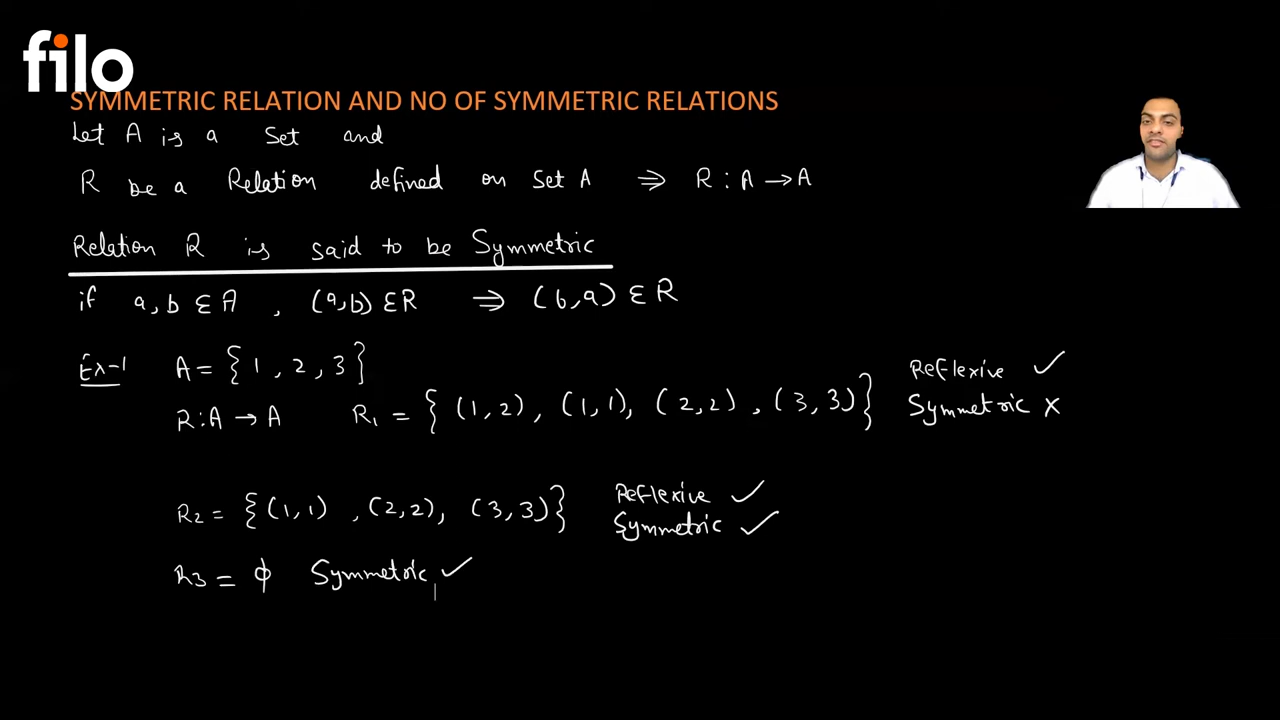 filo
SYMMETRIC RELATION AND NO OF SYMMETRIC RELATIONS
Let A is a Set and
R be a Relation defined on Set A ⇒ R : A → A
Relation R is said to be Symmetric
if a, b ∈ A , (a,b) ∈ R ⇒ (b,a) ∈ R
Ex-1 A = {1, 2, 3}
Reflexive ✓
R:A → A R₁ = {(1,2), (1,1), (2,2), (3,3)} Symmetric ×
Reflexive ✓
R2 = {(1,1), (2,2), (3,3)} Symmetric ✓
R3 = ϕ Symmetric ✓